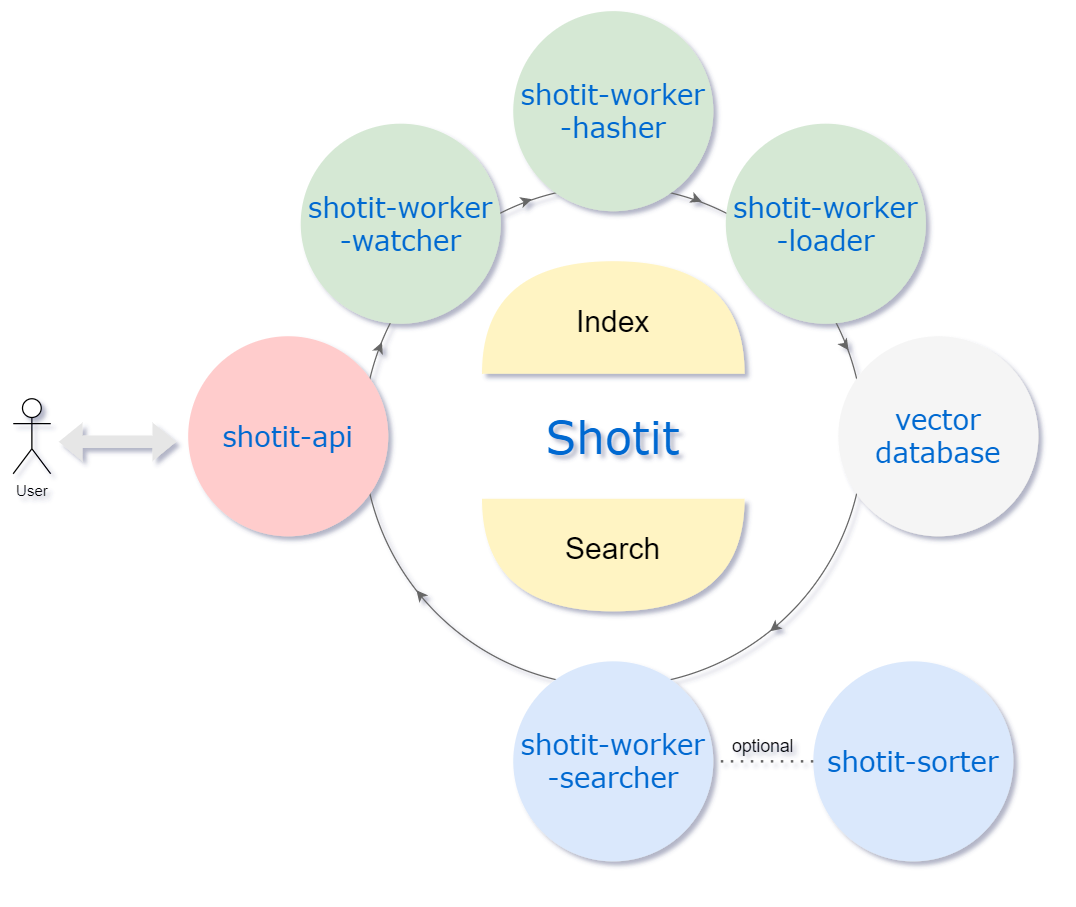 shotit-worker
-hasher
shotit-worker
-watcher
shotit-worker
-loader
Index
shotit-api
Shotit
vector
database
User
Search
shotit-worker
-searcher
optional
shotit-sorter